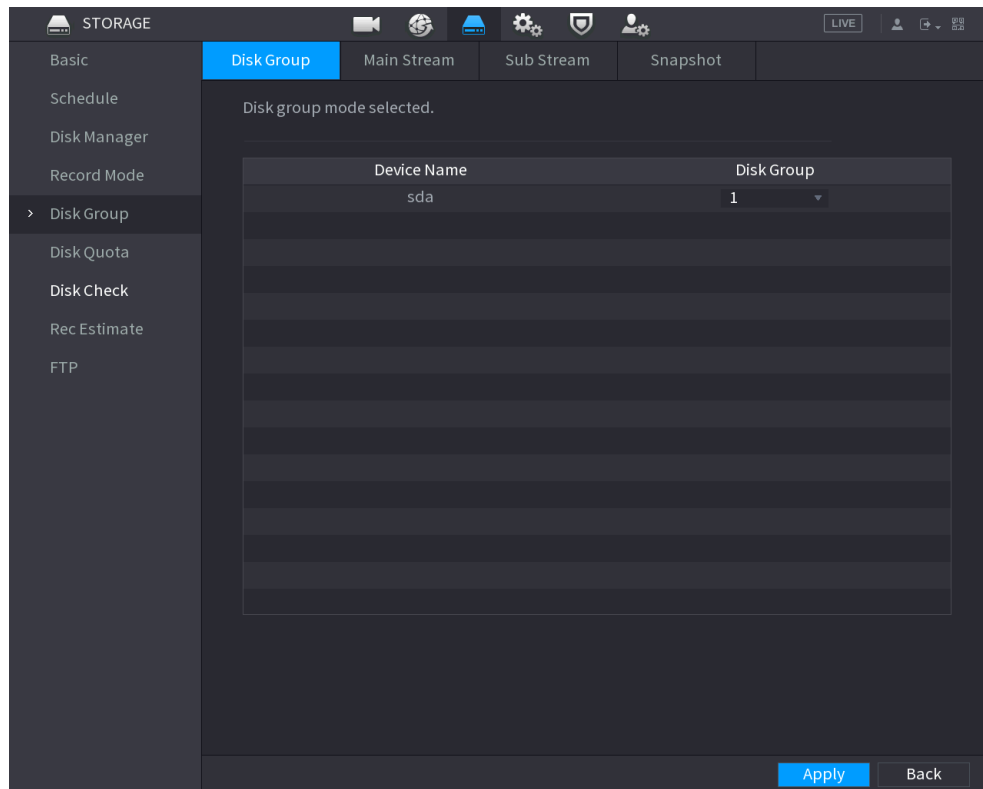 STORAGE LIVE
Basic
Schedule
Disk Manager
Record Mode
Disk Group
Disk Quota
Disk Check
Rec Estimate
FTP
Disk Group Main Stream Sub Stream Snapshot
Disk group mode selected.
Device Name Disk Group
sda 1
Apply Back